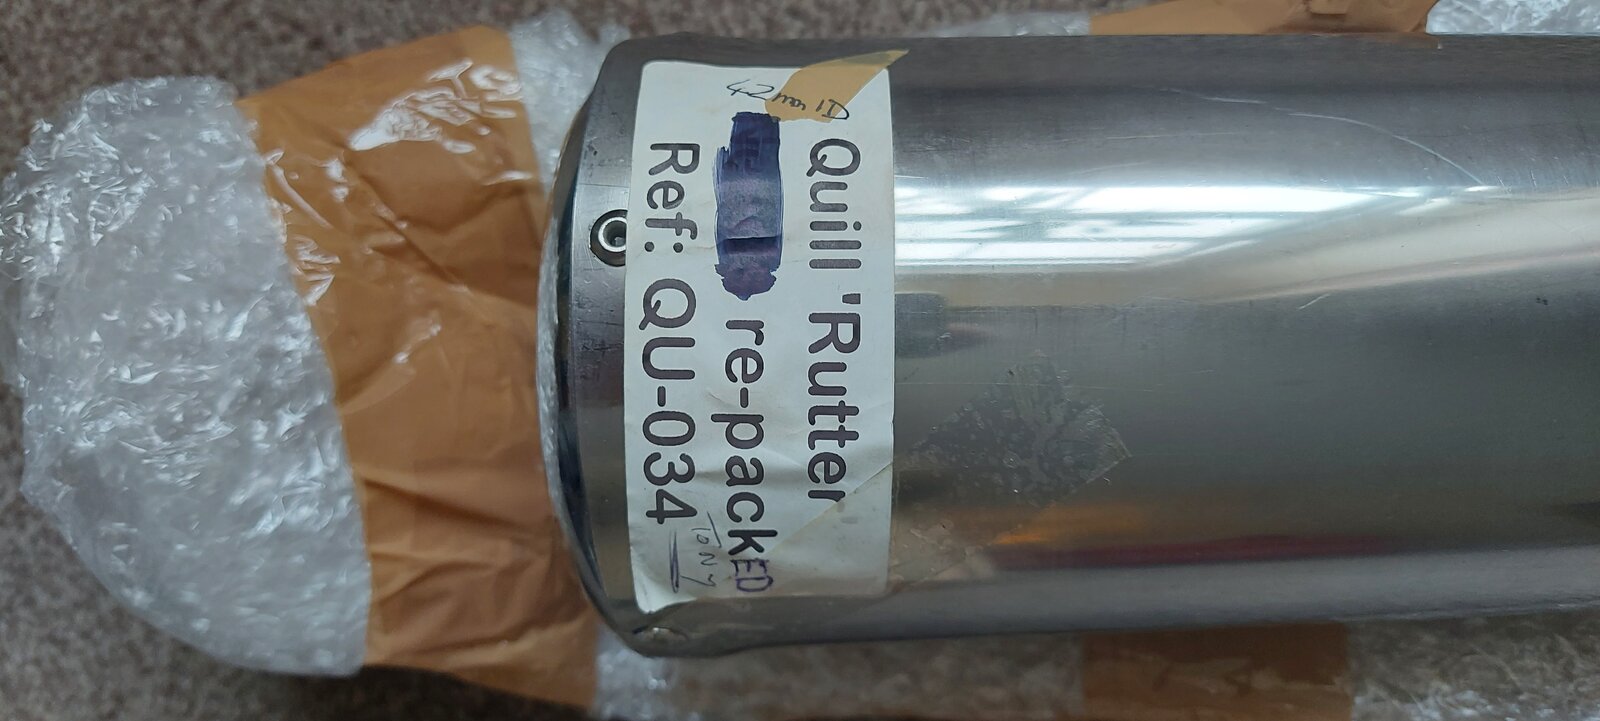 42mm ID
Quill 'Rutter'
re-packED
Ref: QU-034
TONY